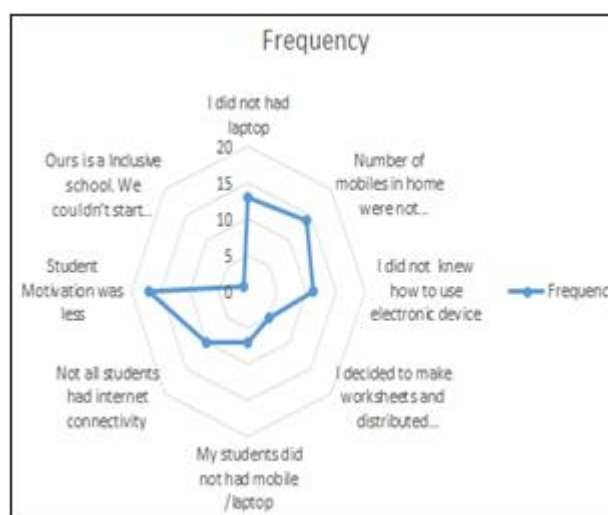 Frequency
I did not had
laptop
20
15
10
5
0
Number of
mobiles in home
were not...
I did not knew
how to use
electronic device
I decided to make
worksheets and
distributed...
My students did
not had mobile
/laptop
Not all students
had internet
connectivity
Student
Motivation was
less
Ours is a Inclusive
school. We
couldn't start...
Frequenc